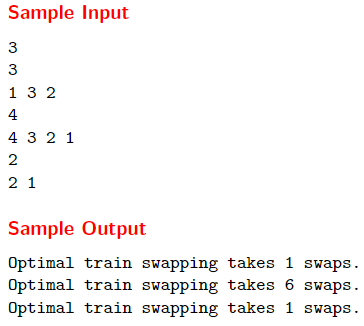 Sample Input
3
3
1 3 2
4
4 3 2 1
2
2 1
Sample Output
Optimal train swapping takes 1 swaps.
Optimal train swapping takes 6 swaps.
Optimal train swapping takes 1 swaps.